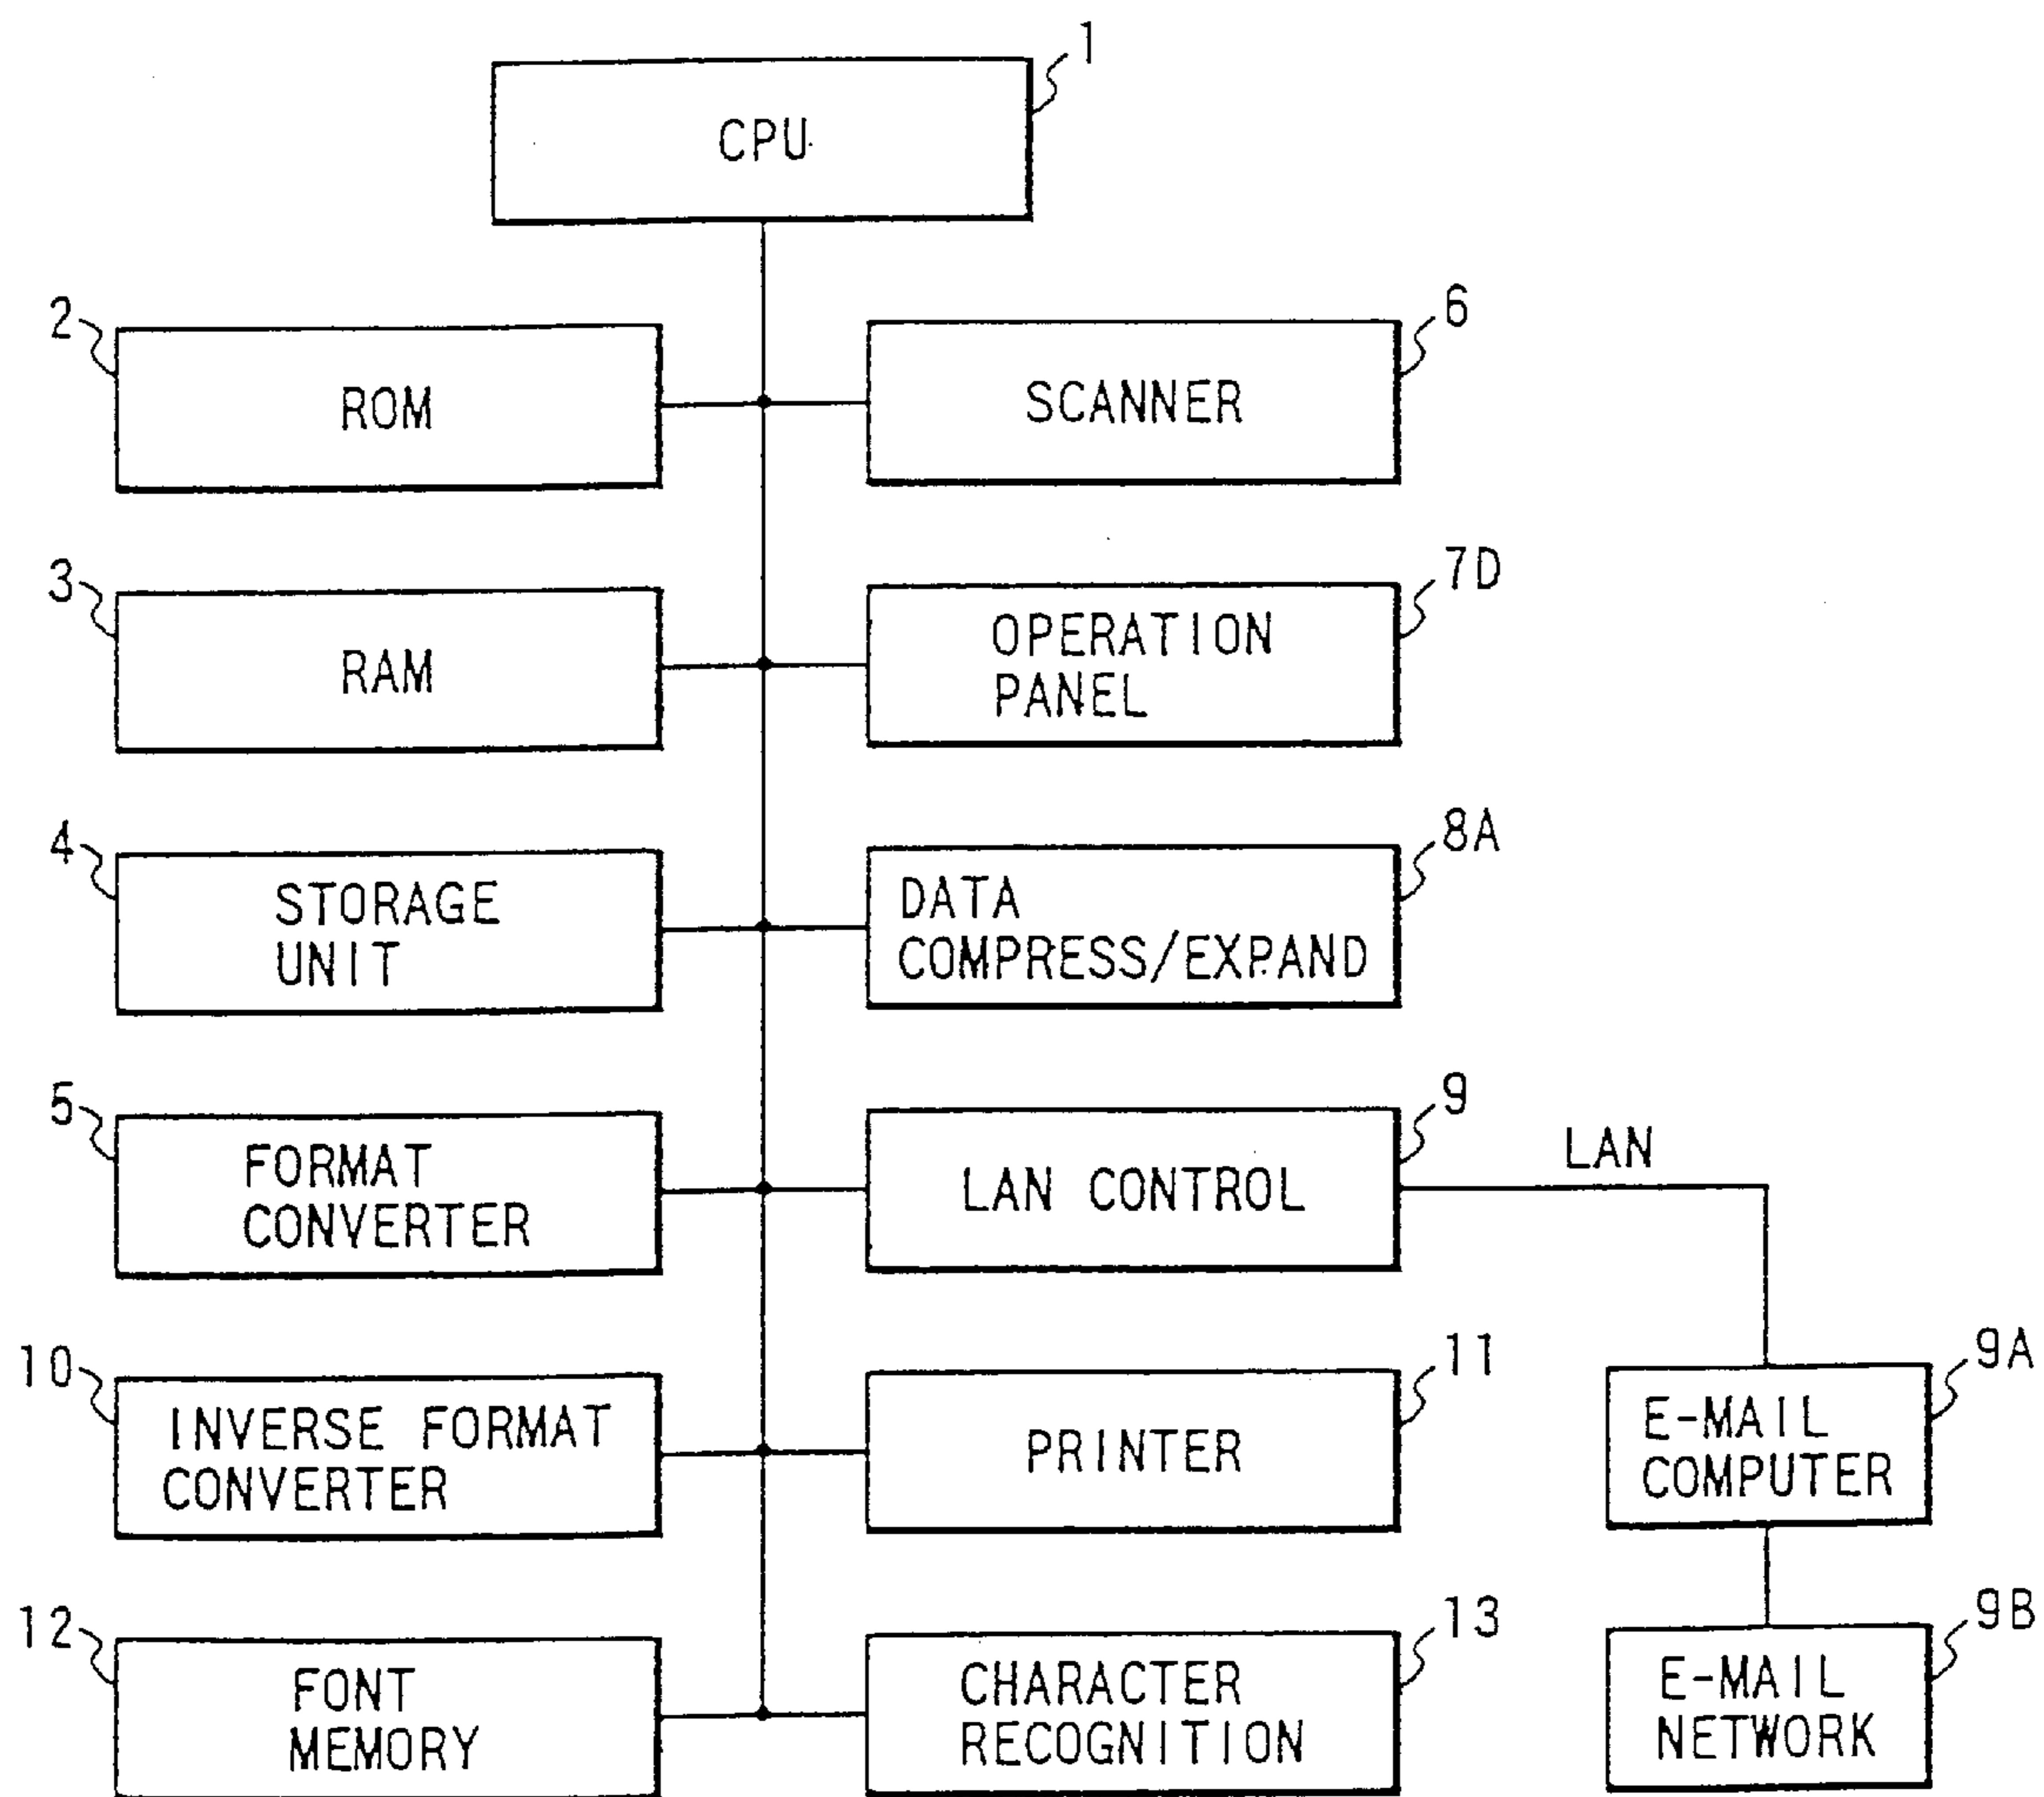 1
CPU
2
ROM
6
SCANNER
3
RAM
7D
OPERATION
PANEL
4
STORAGE
UNIT
8A
DATA
COMPRESS/EXPAND
5
FORMAT
CONVERTER
9
LAN CONTROL
LAN
10
INVERSE FORMAT
CONVERTER
11
PRINTER
9A
E-MAIL
COMPUTER
12
FONT
MEMORY
13
CHARACTER
RECOGNITION
9B
E-MAIL
NETWORK